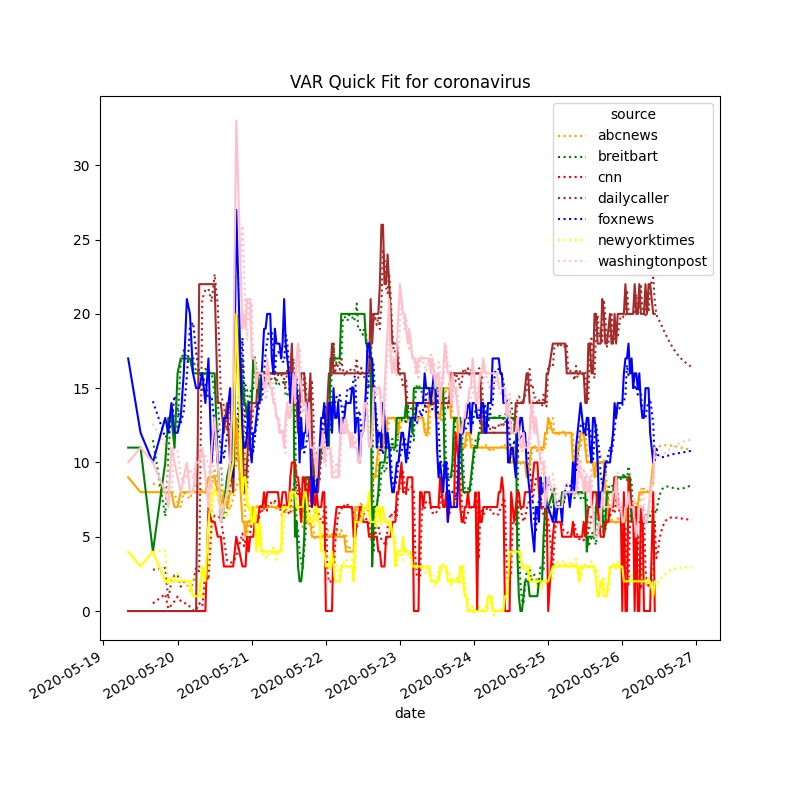 VAR Quick Fit for coronavirus
source
abcnews
breitbart
cnn
dailycaller
foxnews
newyorktimes
washingtonpost
30
25
20
15
10
5
0
2020-05-19
2020-05-20
2020-05-21
2020-05-22
2020-05-23
2020-05-24
2020-05-25
2020-05-26
2020-05-27
date